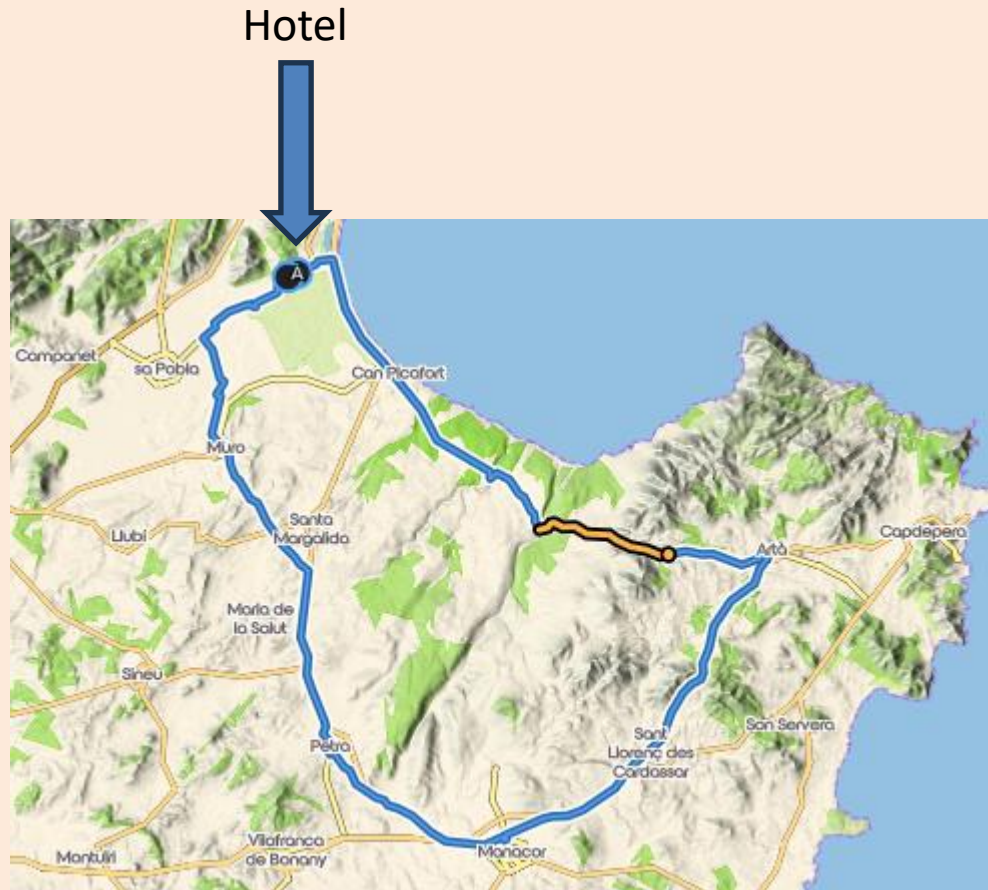 Hotel
A
Campanet
sa Pobla
Can Picafort
Muro
Llubí
Santa
Margalida
Artà
Capdepera
Maria de
la Salut
Sineu
Petra
Sant
Llorenç des
Cardassar
Son Servera
Vilafranca
de Bonany
Manacor
Montuïri